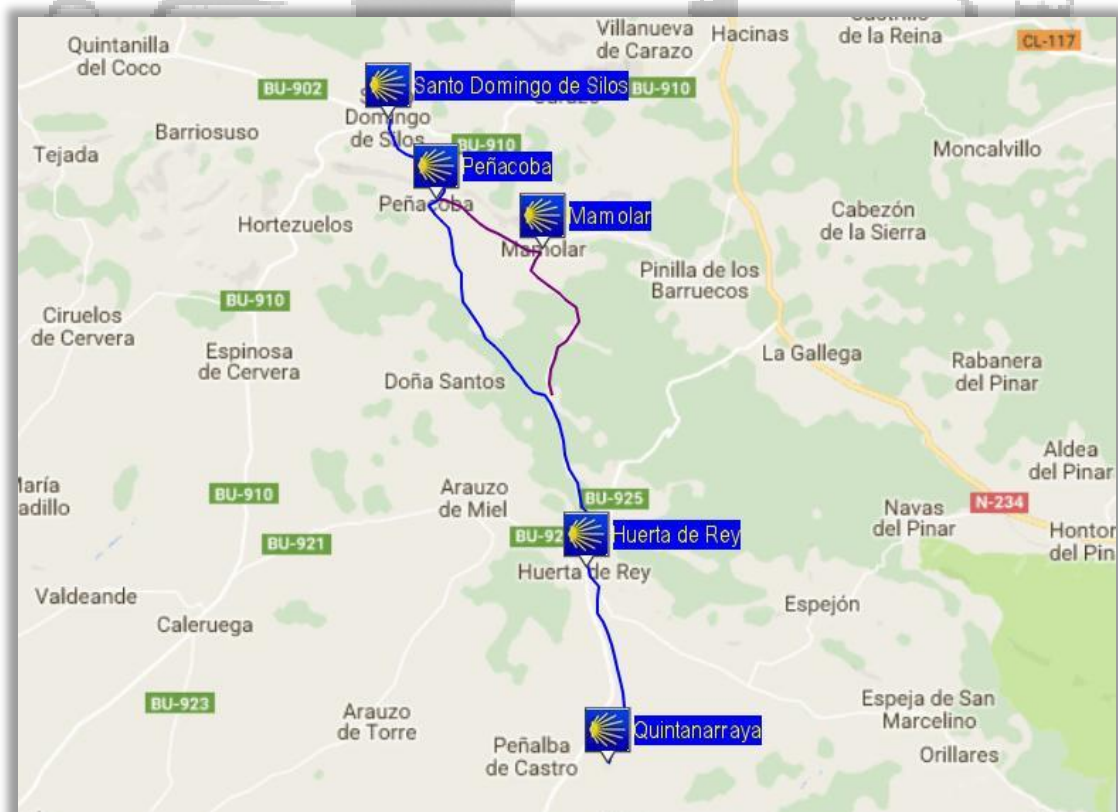 Villanueva
de Carazo
Hacinas
de la Reina
CL-117
Quintanilla
del Coco
BU-902
Santo Domingo de Silos
BU-910
Domingo
de Silos
Barriosuso
BU-910
Tejada
Peñacoba
Moncalvillo
Peñacoba
Mamolar
Cabezón
de la Sierra
Hortezuelos
Mamolar
Pinilla de los
Barruecos
BU-910
Ciruelos
de Cervera
Espinosa
de Cervera
La Gallega
Rabanera
del Pinar
Doña Santos
Aldea
del Pinar
Arauzo
de Miel
BU-910
BU-925
N-234
Navas
del Pinar
BU-921
BU-92
Huerta de Rey
Huerta de Rey
Valdeande
Caleruega
Espejón
BU-923
Arauzo
de Torre
Espeja de San
Marcelino
Quintanarraya
Peñalba
de Castro
Orillares